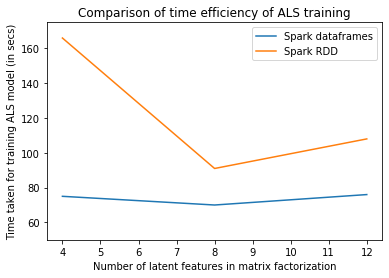 Comparison of time efficiency of ALS training
Spark dataframes
Spark RDD
Time taken for training ALS model (in secs)
160
140
120
100
80
60
4 5 6 7 8 9 10 11 12
Number of latent features in matrix factorization